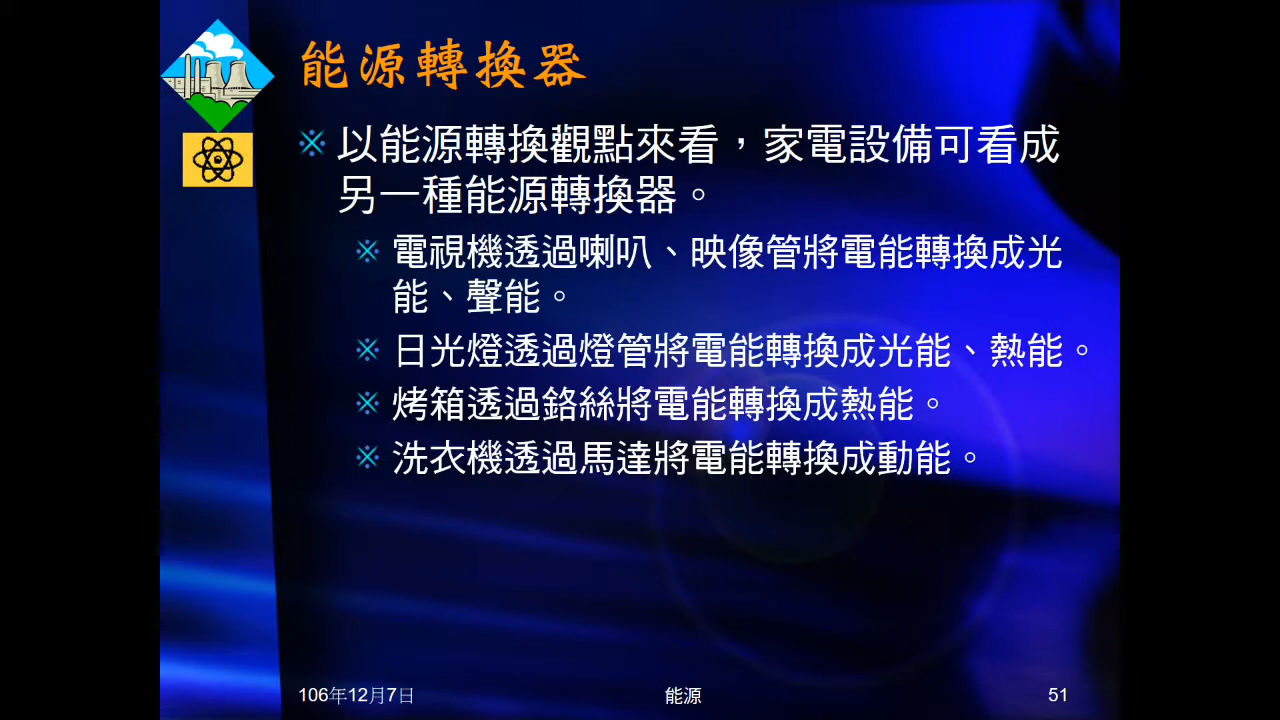 能源轉換器
※以能源轉換觀點來看，家電設備可看成
另一種能源轉換器。
※電視機透過喇叭、映像管將電能轉換成光
能、聲能。
※日光燈透過燈管將電能轉換成光能、熱能。
※烤箱透過鉻絲將電能轉換成熱能。
※洗衣機透過馬達將電能轉換成動能。
106年12月7日 能源 51